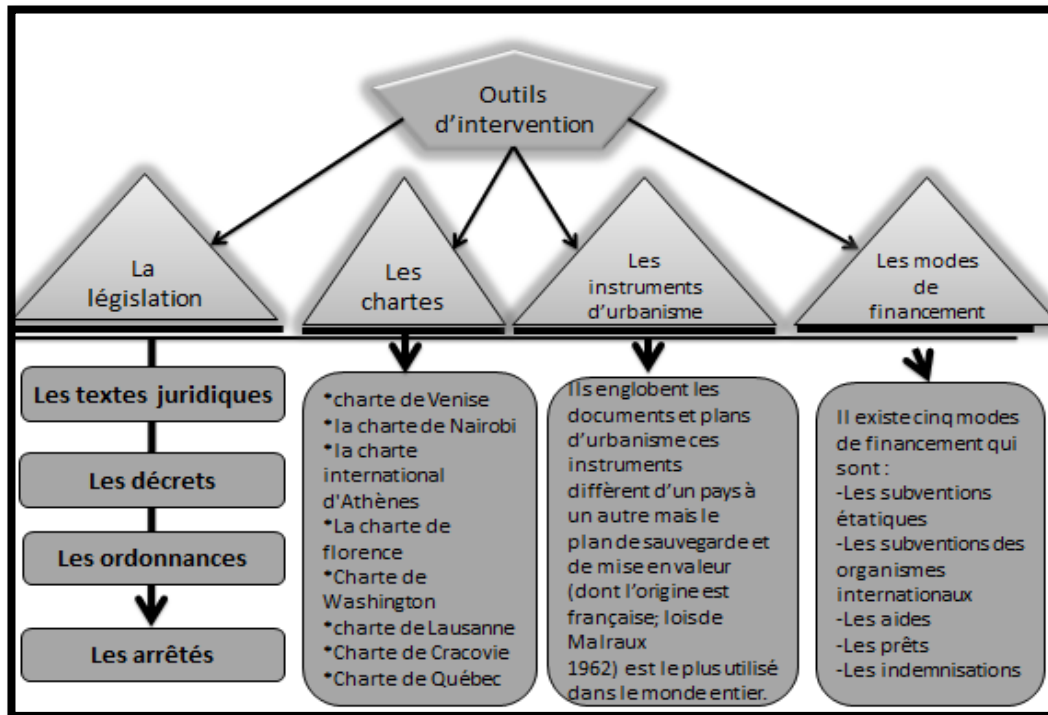 Outils
d'intervention
La
législation
Les
chartes
Les
instruments
d'urbanisme
Les modes
de
financement
Les textes juridiques
Les décrets
Les ordonnances
Les arrêtés
*charte de Venise
*la charte de Nairobi
*la charte
international
d'Athènes
*La charte de
florence
*Charte de
Washington
*charte de Lausanne
*Charte de Cracovie
*Charte de Québec
Ils englobent les
documents et plans
d'urbanisme ces
instruments
diffèrent d'un pays à
un autre mais le
plan de sauvegarde et
de mise en valeur
(dont l'origine est
française; lois de
Malraux
1962) est le plus utilisé
dans le monde entier.
Il existe cinq modes
de financement qui
sont :
-Les subventions
étatiques
-Les subventions des
organismes
internationaux
-Les aides
-Les prêts
-Les indemnisations